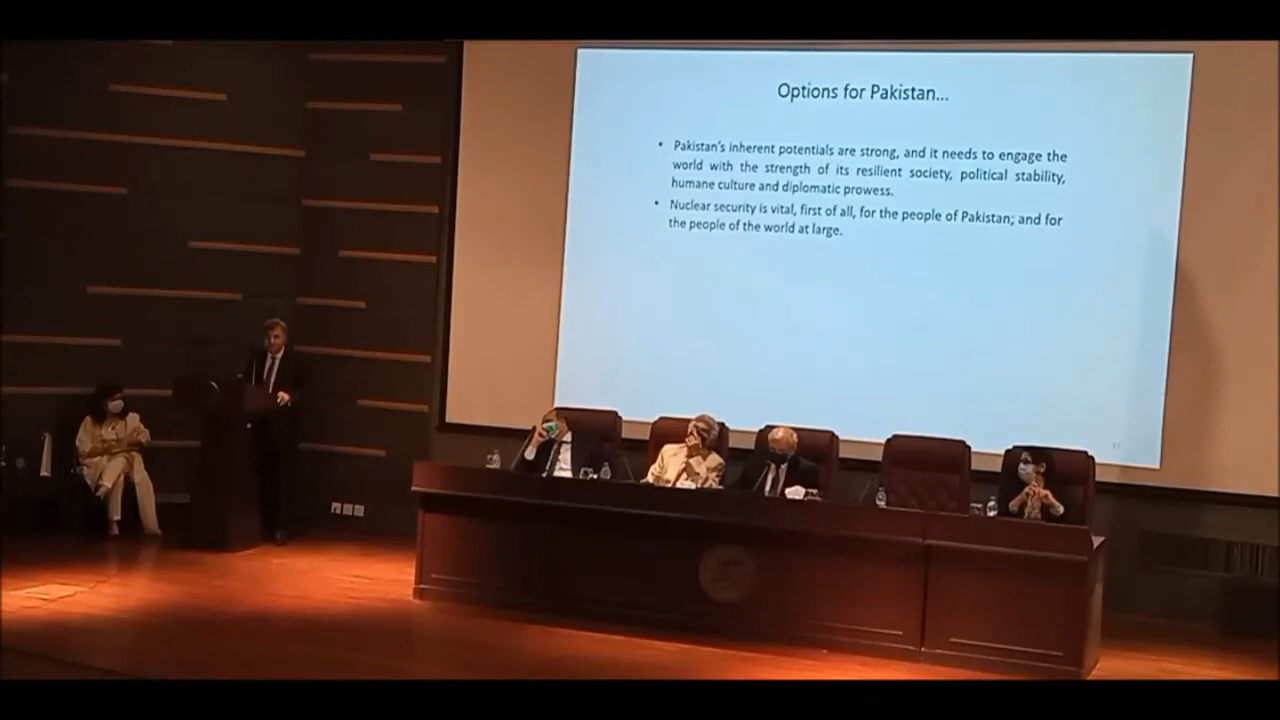 Options for Pakistan...
• Pakistan's inherent potentials are strong, and it needs to engage the
world with the strength of its resilient society, political stability,
humane culture and diplomatic prowess.
• Nuclear security is vital, first of all, for the people of Pakistan; and for
the people of the world at large.